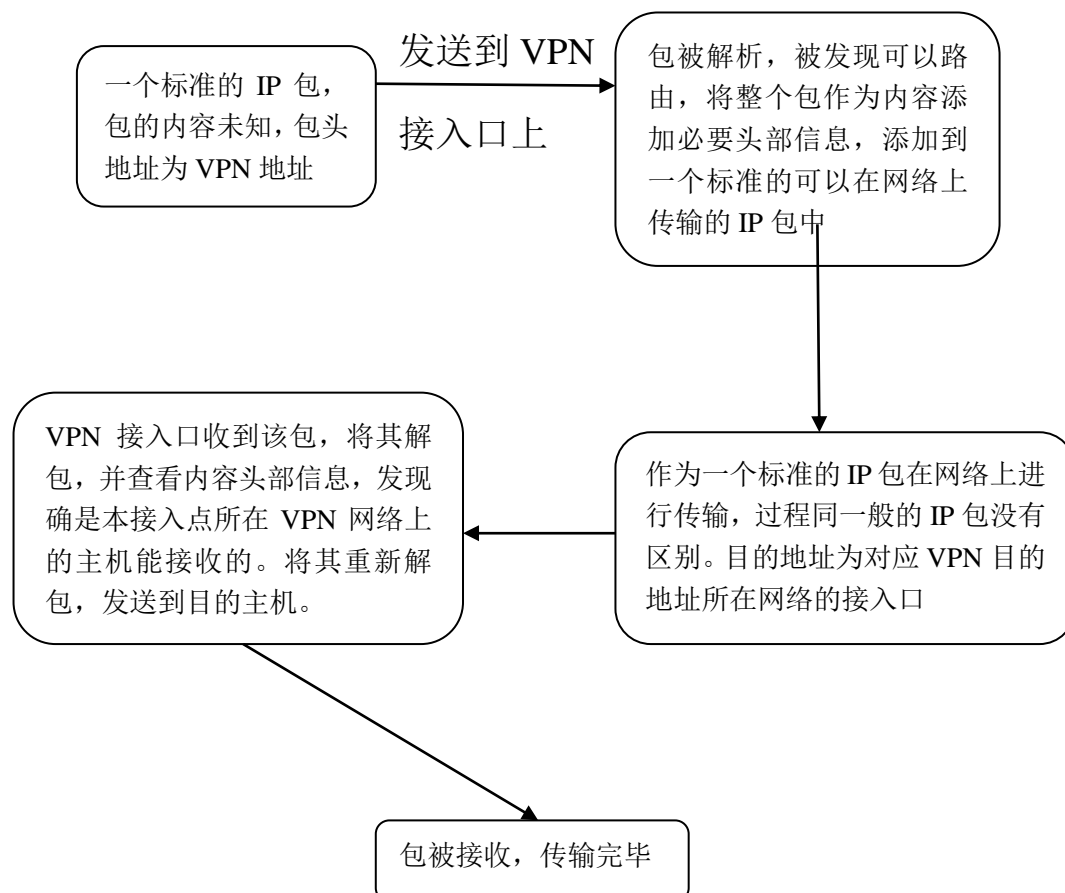 一个标准的 IP 包,
包的内容未知,包头
地址为 VPN 地址
发送到 VPN
接入口上
包被解析,被发现可以路
由,将整个包作为内容添
加必要头部信息,添加到
一个标准的可以在网络上
传输的 IP 包中
作为一个标准的 IP 包在网络上进
行传输,过程同一般的 IP 包没有
区别。目的地址为对应 VPN 目的
地址所在网络的接入口
VPN 接入口收到该包,将其解
包,并查看内容头部信息,发现
确是本接入点所在 VPN 网络上
的主机能接收的。将其重新解
包,发送到目的主机。
包被接收,传输完毕